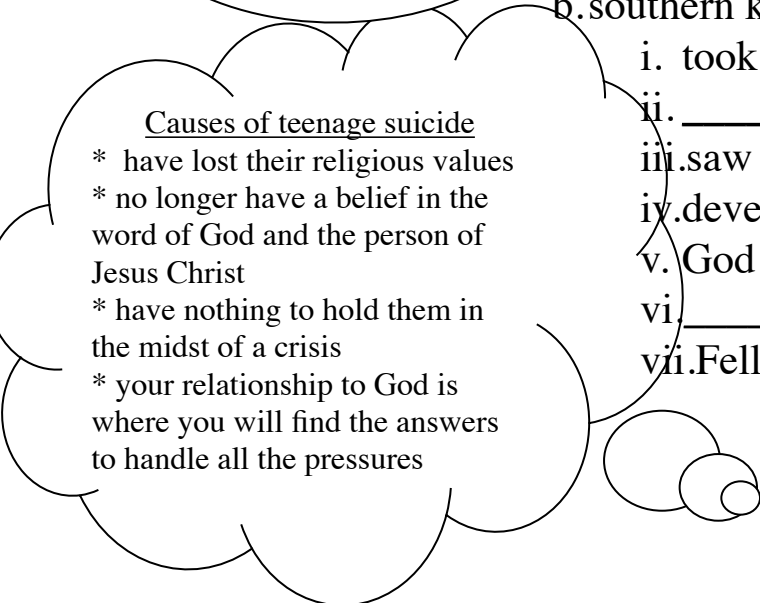 b.southern k
Causes of teenage suicide
* have lost their religious values
* no longer have a belief in the
word of God and the person of
Jesus Christ
* have nothing to hold them in
the midst of a crisis
* your relationship to God is
where you will find the answers
to handle all the pressures
i. took
ii. ____
iii.saw
iv.deve
v. God
vi.____
vii.Fell